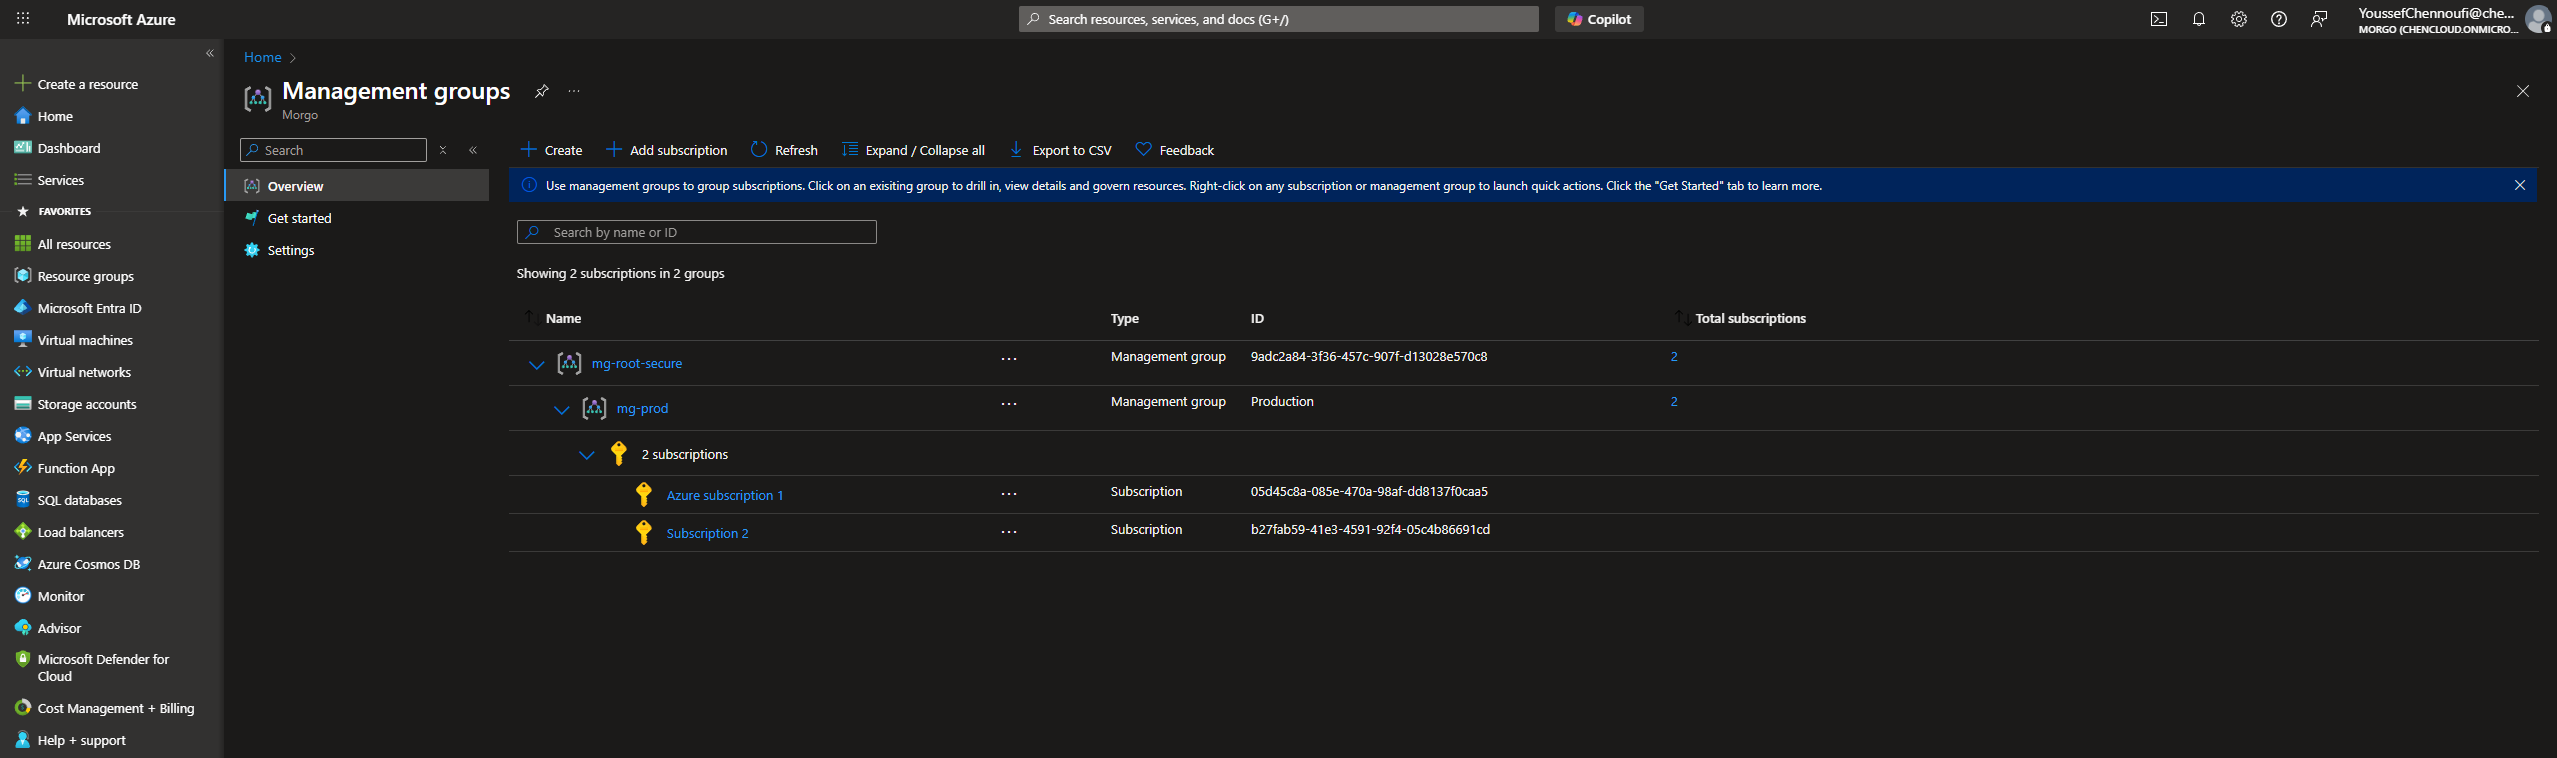 Microsoft Azure
Search resources, services, and docs (G+/)
Copilot
YoussefChennoufi@che...
MORGO (CHENCLOUD.ONMICRO...
Create a resource
Home
Dashboard
Services
FAVORITES
All resources
Resource groups
Microsoft Entra ID
Virtual machines
Virtual networks
Storage accounts
App Services
Function App
SQL databases
Load balancers
Azure Cosmos DB
Monitor
Advisor
Microsoft Defender for
Cloud
Cost Management + Billing
Help + support
Home
Management groups
Morgo
Search
Overview
Get started
Settings
Create Add subscription Refresh Expand / Collapse all Export to CSV Feedback
Use management groups to group subscriptions. Click on an exisiting group to drill in, view details and govern resources. Right-click on any subscription or management group to launch quick actions. Click the "Get Started" tab to learn more.
Search by name or ID
Showing 2 subscriptions in 2 groups
Name Type ID Total subscriptions
mg-root-secure Management group 9adc2a84-3f36-457c-907f-d13028e570c8 2
mg-prod Management group Production 2
2 subscriptions
Azure subscription 1 Subscription 05d45c8a-085e-470a-98af-dd8137f0caa5
Subscription 2 Subscription b27fab59-41e3-4591-92f4-05c4b86691cd